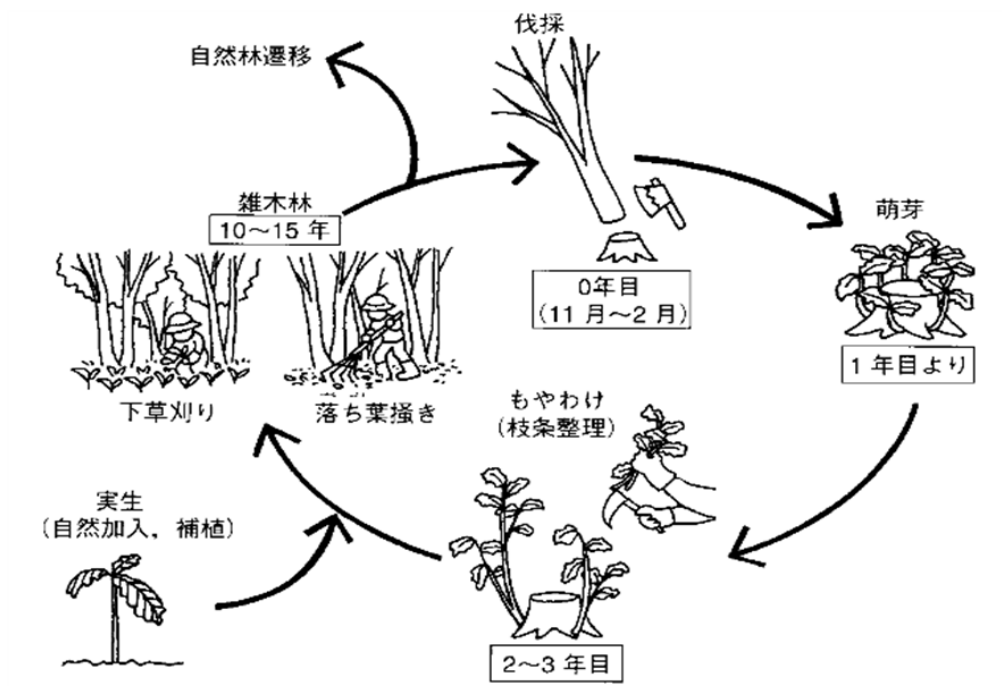 伐採
自然林遷移
雑木林
10〜15 年
萌芽
0年目
(11 月〜2 月)
1 年目より
下草刈り
落ち葉掻き
もやわけ
(枝条整理)
実生
(自然加入，補植)
2〜3 年目